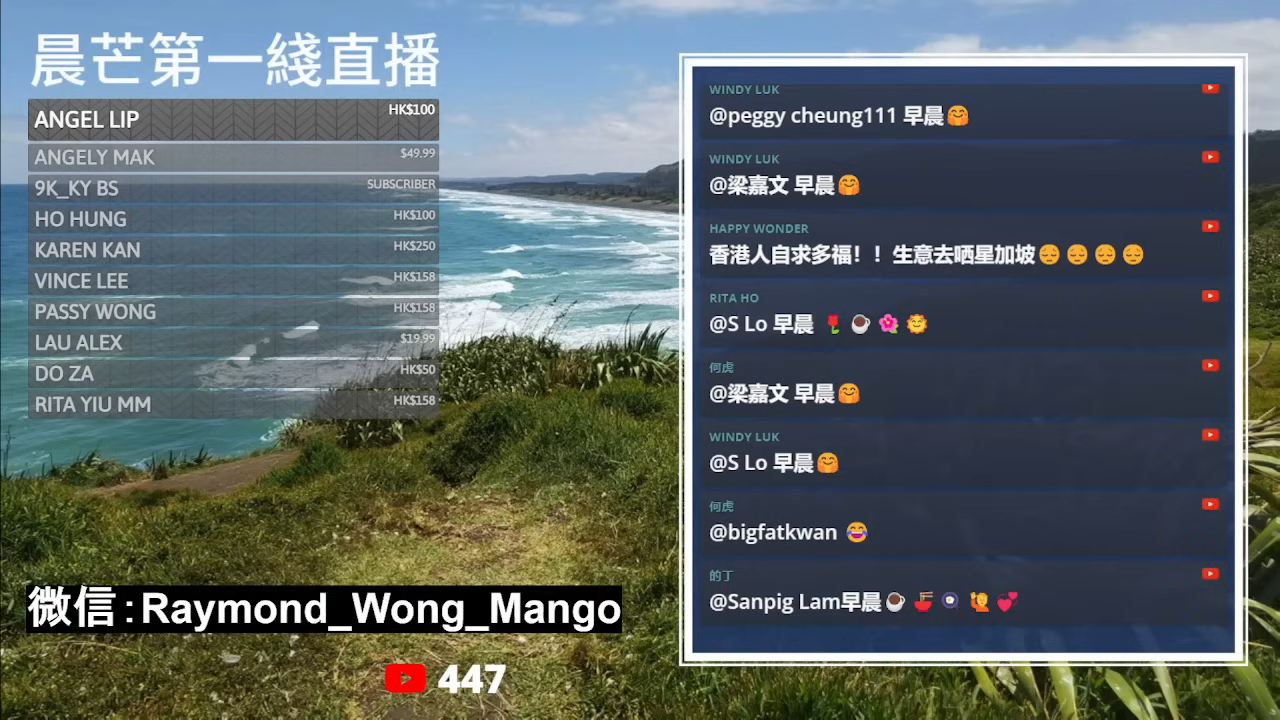 晨芒第一綫直播
ANGEL LIP HK$100
ANGELY MAK $49.99
9K_KY BS SUBSCRIBER
HO HUNG HK$100
KAREN KAN HK$250
VINCE LEE HK$158
PASSY WONG HK$158
LAU ALEX $19.99
DO ZA HK$50
RITA YIU MM HK$158
微信:Raymond_Wong_Mango
447
WINDY LUK
@peggy cheung111 早晨🤗
WINDY LUK
@梁嘉文 早晨🤗
HAPPY WONDER
香港人自求多福！！生意去哂星加坡😔😔😔😔
RITA HO
@S Lo 早晨 🌷☕🌺🌞
何虎
@梁嘉文 早晨🤗
WINDY LUK
@S Lo 早晨🤗
何虎
@bigfatkwan 😂
的丁
@Sanpig Lam早晨☕🍜🍳🙋💞